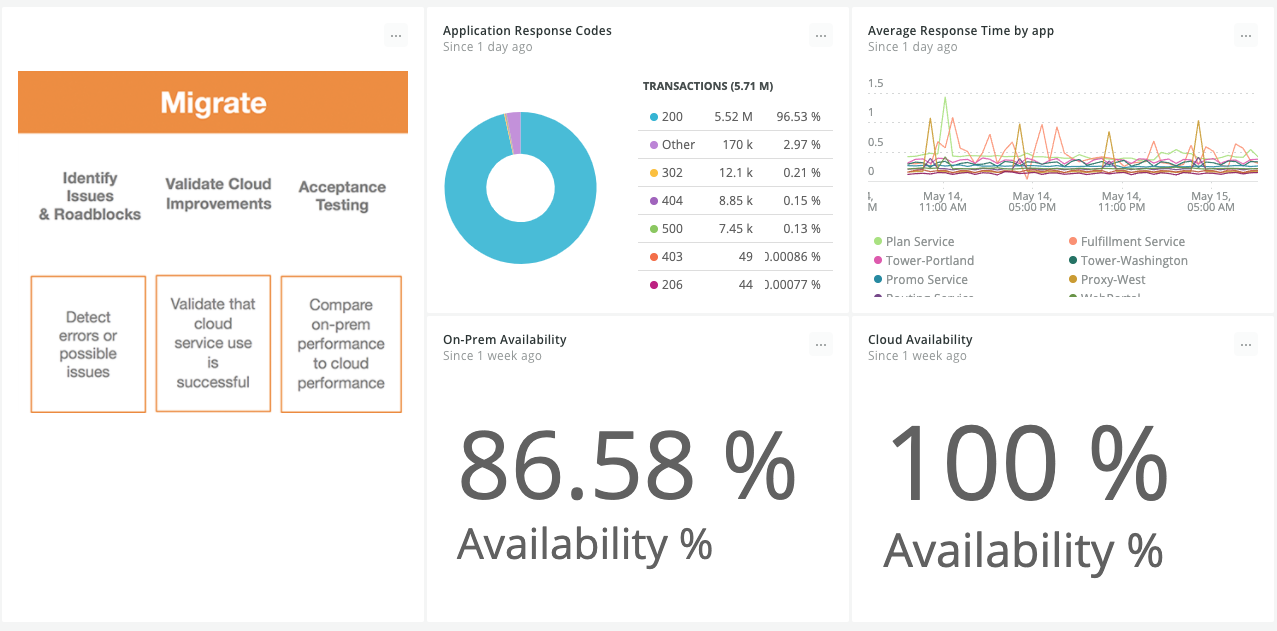 ...
Migrate
Identify
Issues
& Roadblocks
Validate Cloud
Improvements
Acceptance
Testing
Detect
errors or
possible
issues
Validate that
cloud
service use
is
successful
Compare
on-prem
performance
to cloud
performance
Application Response Codes
Since 1 day ago
...
TRANSACTIONS (5.71 M)
200 5.52 M 96.53 %
Other 170 k 2.97 %
302 12.1 k 0.21 %
404 8.85 k 0.15 %
500 7.45 k 0.13 %
403 49 0.00086 %
206 44 0.00077 %
Average Response Time by app
Since 1 day ago
...
1.5
1
0.5
0
May 14, May 14, May 14, May 15,
M 11:00 AM 05:00 PM 11:00 PM 05:00 AM
Plan Service Fulfillment Service
Tower-Portland Tower-Washington
Promo Service Proxy-West
Routing Service WebPortal
On-Prem Availability
Since 1 week ago
...
86.58 %
Availability %
Cloud Availability
Since 1 week ago
...
100 %
Availability %